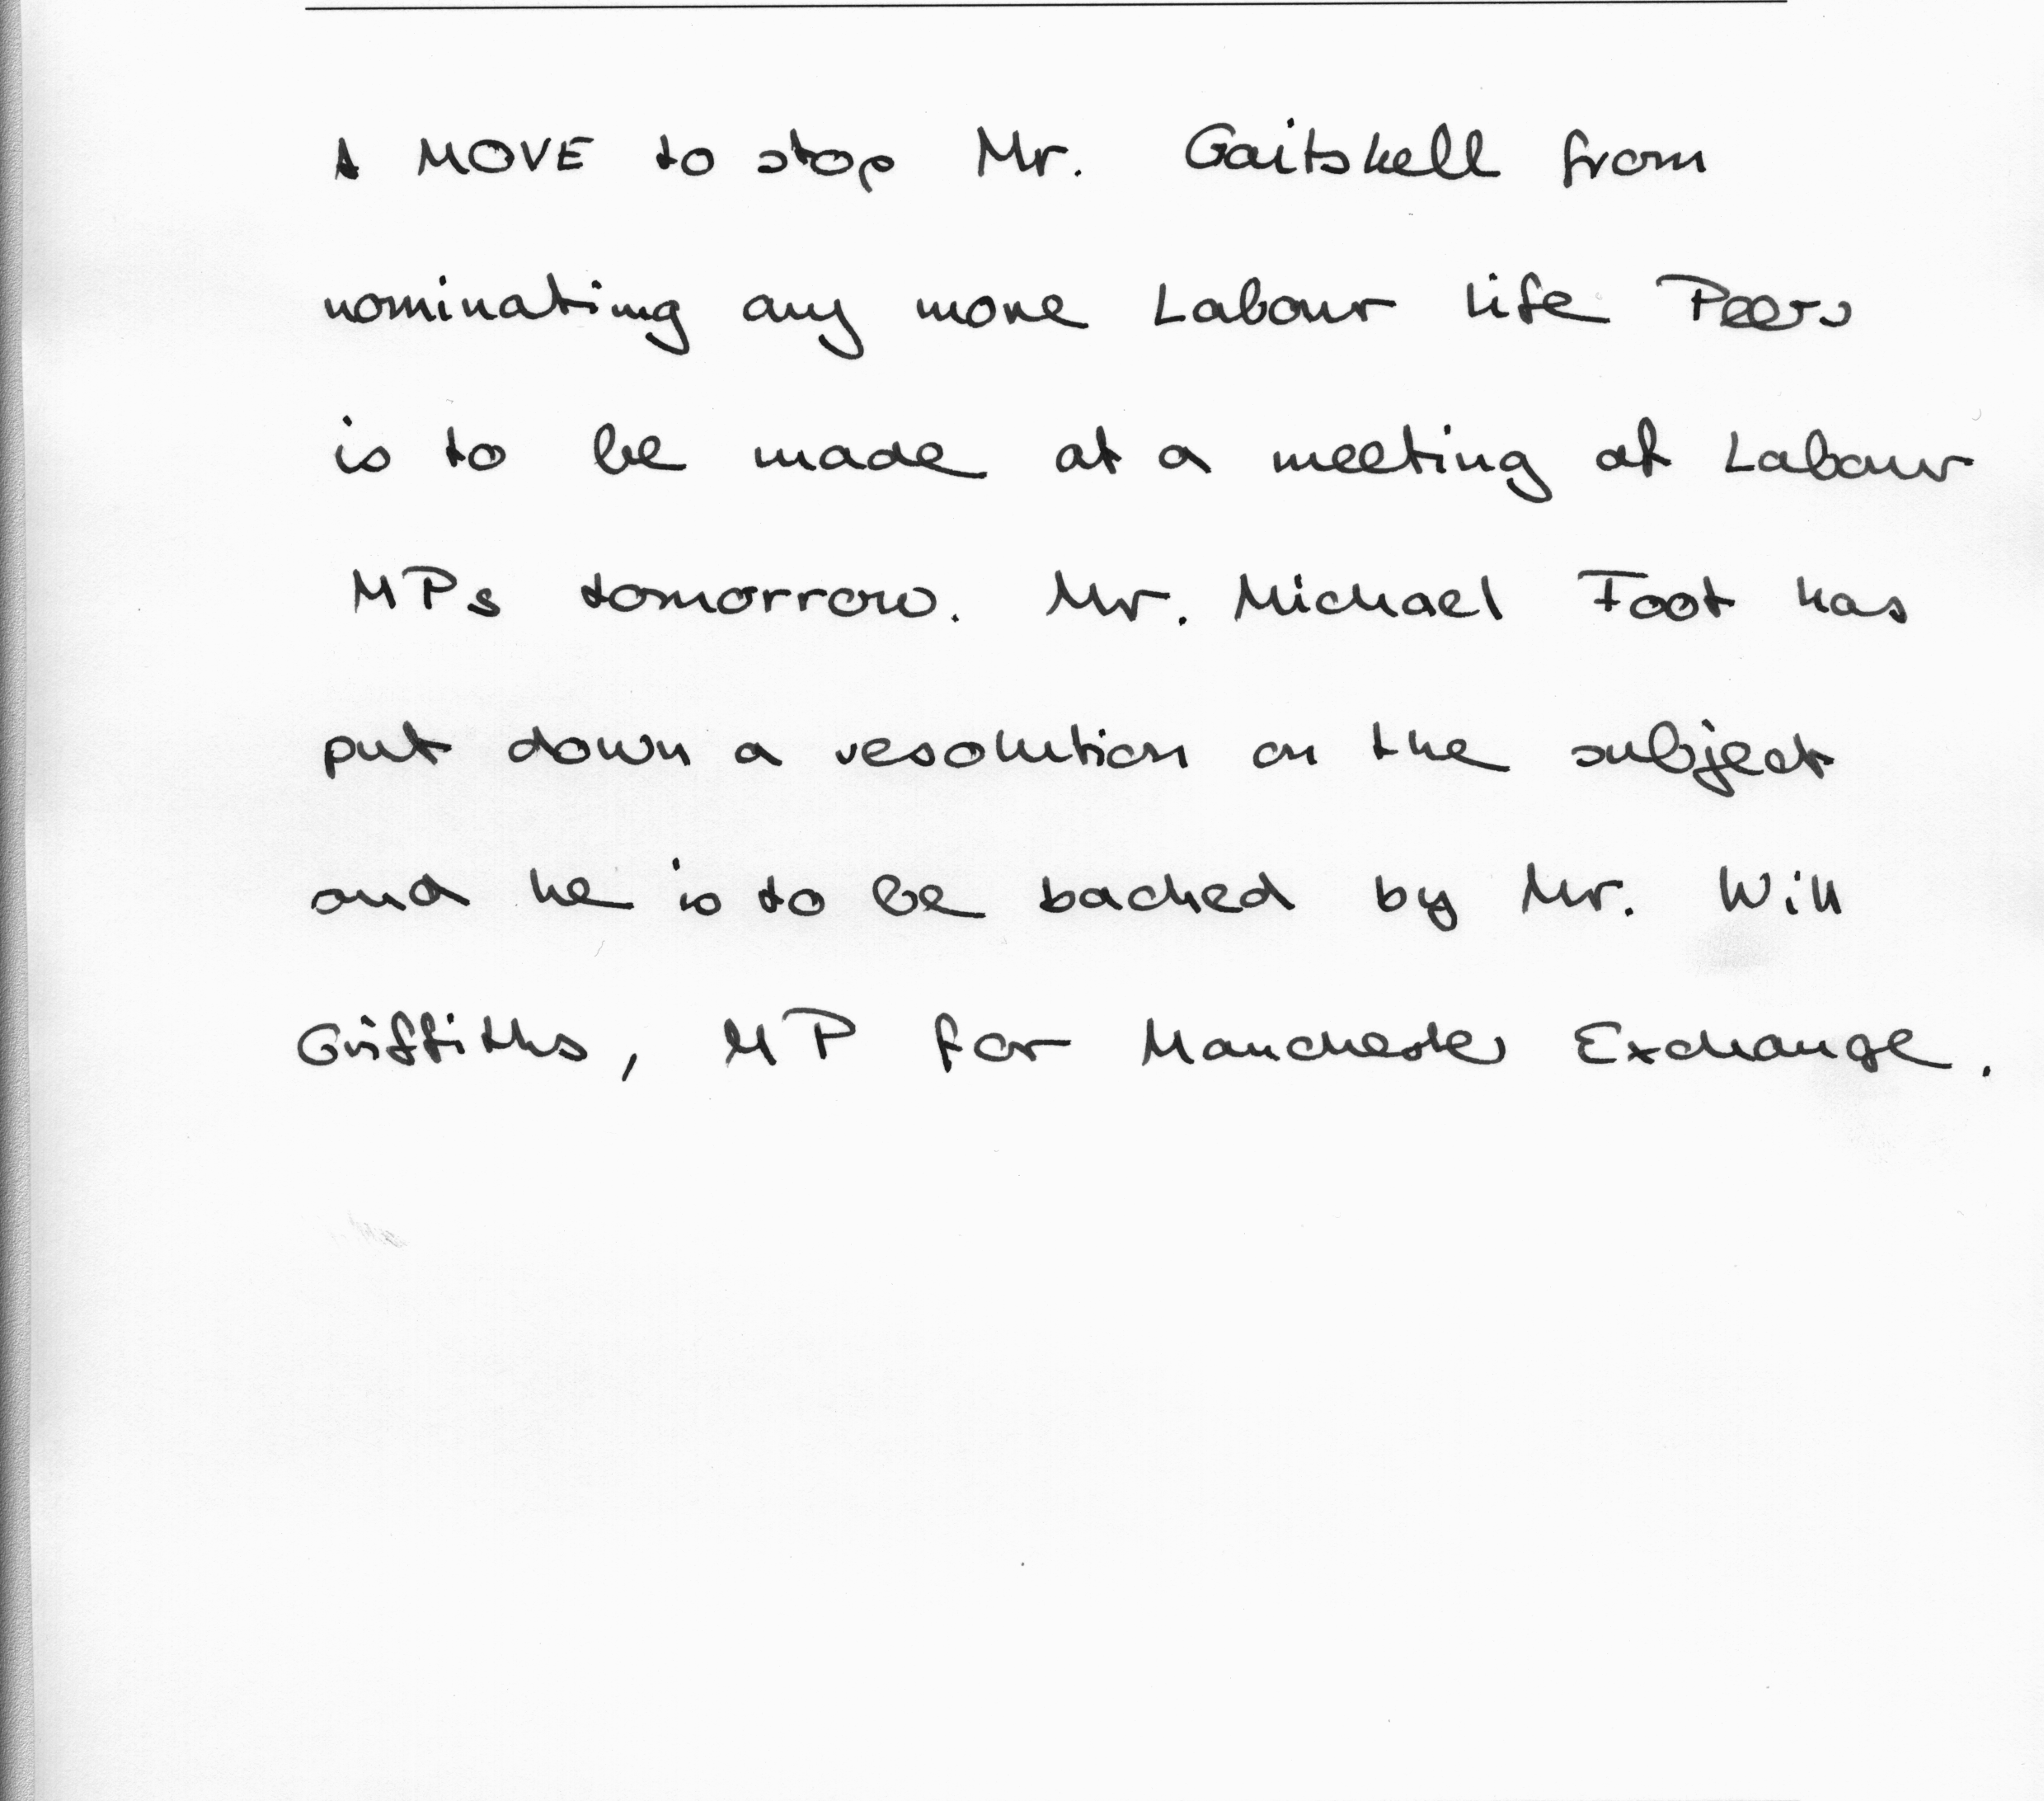 A MOVE to stop Mr. Gaitskell from
nominating any more Labour life Peers
is to be made at a meeting of Labour
MPs tomorrow. Mr. Michael Foot has
put down a resolution on the subject
and he is to be backed by Mr. Will
Griffiths, MP for Manchester Exchange.